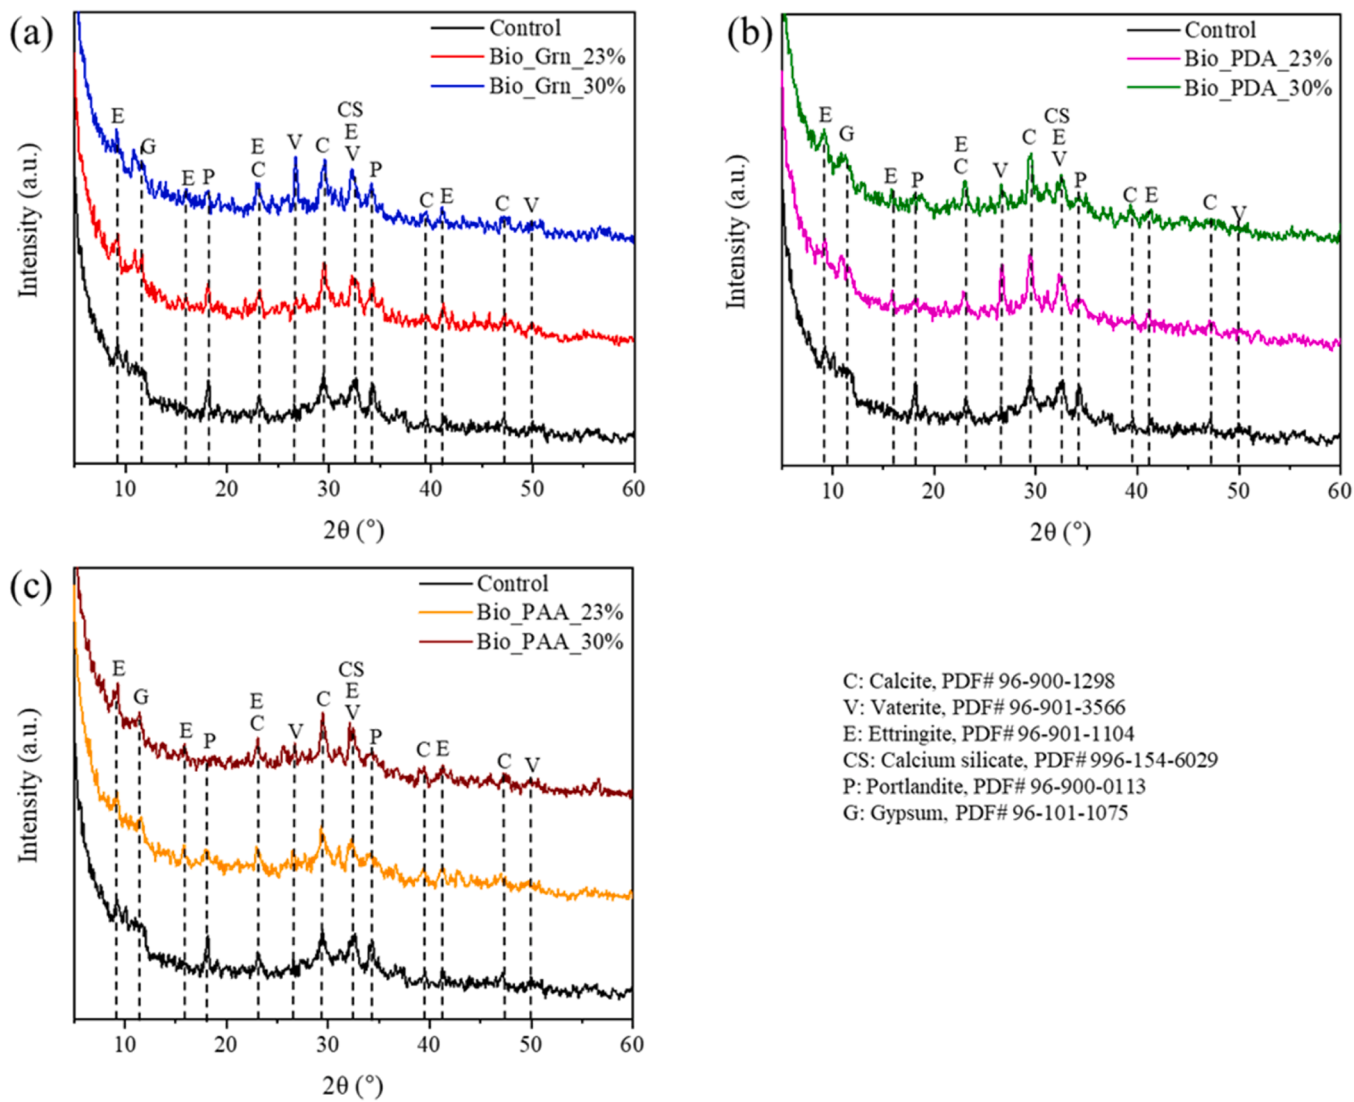 (a)
Control
Bio_Grn_23%
Bio_Grn_30%
E
G
E
P
E
C
V
C
CS
E
V
P
C
E
C
V
Intensity (a.u.)
10
20
30
40
50
60
2θ (°)
(b)
Control
Bio_PDA_23%
Bio_PDA_30%
E
G
E
P
E
C
V
C
CS
E
V
P
C
E
C
V
Intensity (a.u.)
10
20
30
40
50
60
2θ (°)
(c)
Control
Bio_PAA_23%
Bio_PAA_30%
E
G
E
P
E
C
V
C
CS
E
V
P
C
E
C
V
Intensity (a.u.)
10
20
30
40
50
60
2θ (°)
C: Calcite, PDF# 96-900-1298
V: Vaterite, PDF# 96-901-3566
E: Ettringite, PDF# 96-901-1104
CS: Calcium silicate, PDF# 996-154-6029
P: Portlandite, PDF# 96-900-0113
G: Gypsum, PDF# 96-101-1075